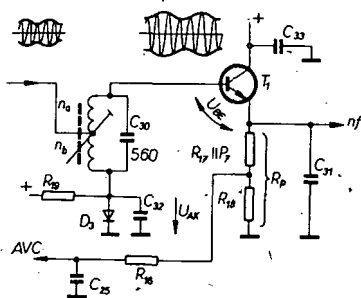 +
C33
T1
na
UBE
nf
nb
C30
560
R17 || P7
RP
C31
R19
+
D3
C32
UAK
R18
AVC
R16
C25